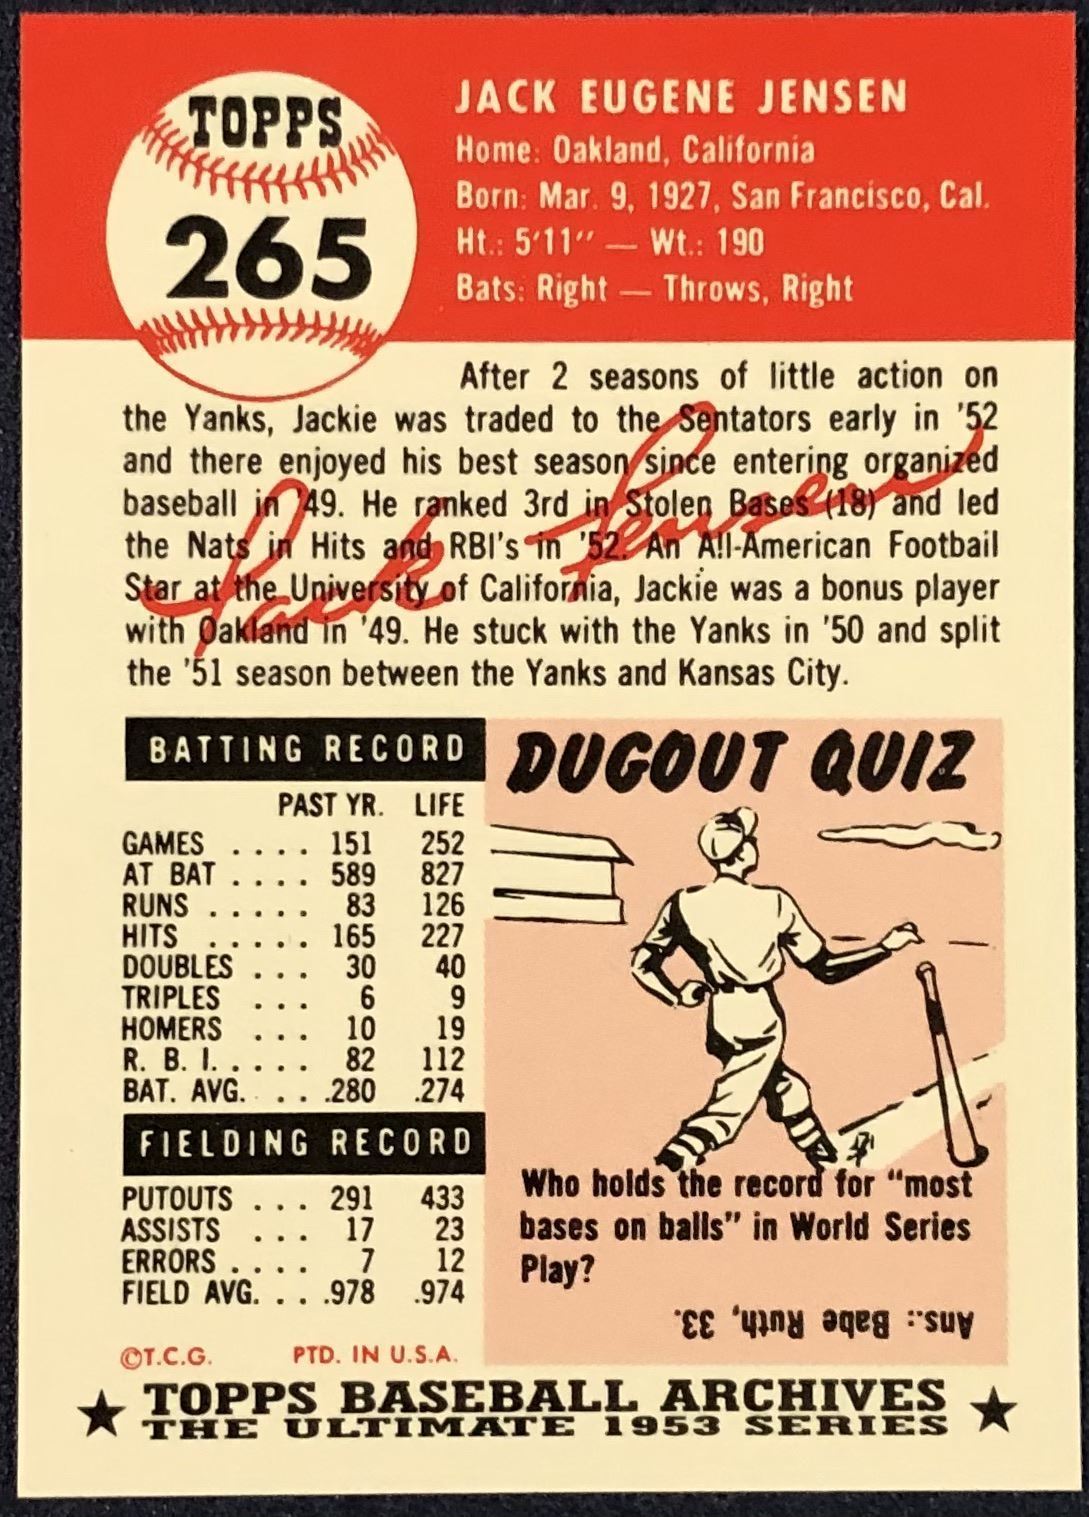 TOPPS
265
JACK EUGENE JENSEN
Home: Oakland, California
Born: Mar. 9, 1927, San Francisco, Cal.
Ht.: 5'11'' — Wt.: 190
Bats: Right — Throws, Right
After 2 seasons of little action on
the Yanks, Jackie was traded to the Sentators early in '52
and there enjoyed his best season since entering organized
baseball in '49. He ranked 3rd in Stolen Bases (18) and led
the Nats in Hits and RBI's in '52. An All-American Football
Star at the University of California, Jackie was a bonus player
with Oakland in '49. He stuck with the Yanks in '50 and split
the '51 season between the Yanks and Kansas City.
Jack Jensen
BATTING RECORD
PAST YR. LIFE
GAMES .... 151 252
AT BAT .... 589 827
RUNS ..... 83 126
HITS ..... 165 227
DOUBLES ... 30 40
TRIPLES ... 6 9
HOMERS ... 10 19
R. B. I. .... 82 112
BAT. AVG. ... .280 .274
FIELDING RECORD
PUTOUTS ... 291 433
ASSISTS ... 17 23
ERRORS .... 7 12
FIELD AVG. ... .978 .974
©T.C.G. PTD. IN U.S.A.
DUGOUT QUIZ
Who holds the record for "most
bases on balls" in World Series
Play?
Ans.: Babe Ruth, 33.
TOPPS BASEBALL ARCHIVES
THE ULTIMATE 1953 SERIES